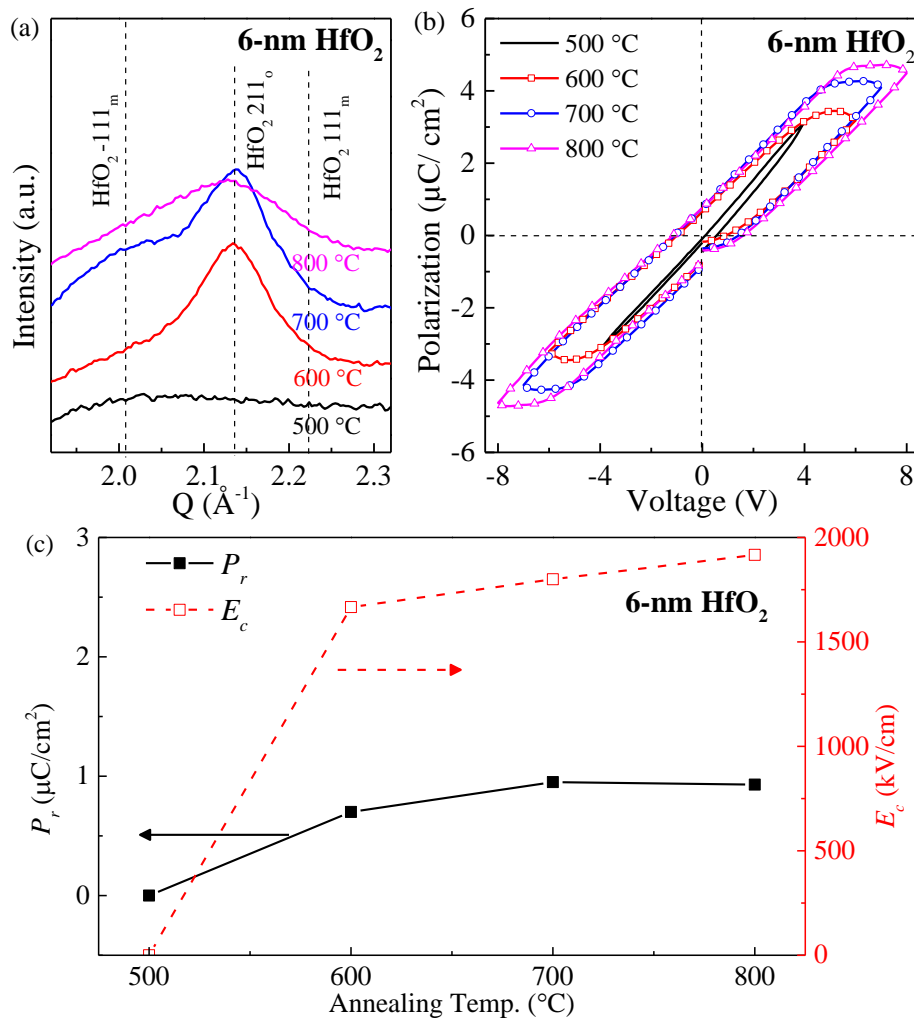 (a)
6-nm HfO₂
HfO₂ -111ₘ
HfO₂ 211ₒ
HfO₂ 111ₘ
800 °C
700 °C
600 °C
500 °C
Intensity (a.u.)
2.0 2.1 2.2 2.3
Q (Å⁻¹)
(b)
6-nm HfO₂
500 °C
600 °C
700 °C
800 °C
6
4
2
0
-2
-4
-6
Polarization (μC/ cm²)
-8 -4 0 4 8
Voltage (V)
(c)
Pᵣ
E_c
6-nm HfO₂
3
2
1
0
Pᵣ (μC/cm²)
2000
1500
1000
500
0
E_c (kV/cm)
500 600 700 800
Annealing Temp. (°C)